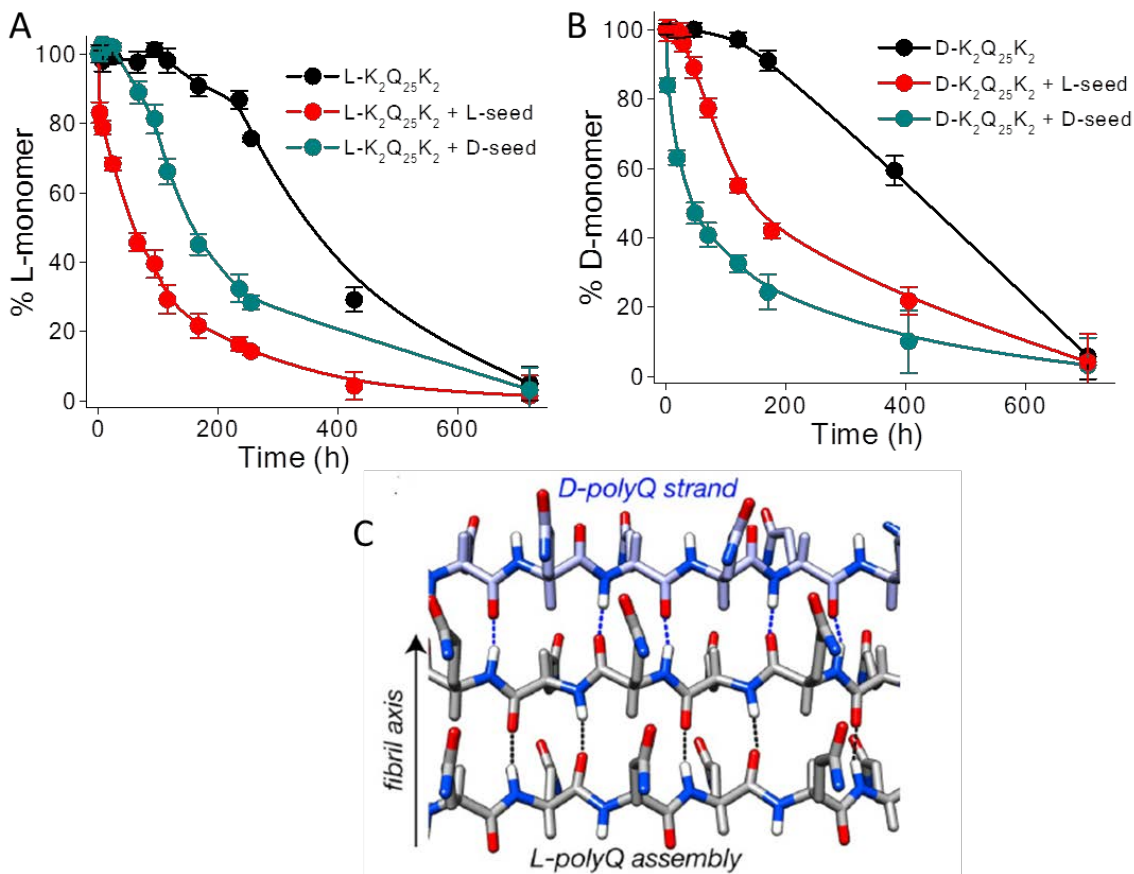 A
% L-monomer
100
80
60
40
20
0
L-K₂Q₂₅K₂
L-K₂Q₂₅K₂ + L-seed
L-K₂Q₂₅K₂ + D-seed
0 200 400 600
Time (h)
B
% D-monomer
100
80
60
40
20
0
D-K₂Q₂₅K₂
D-K₂Q₂₅K₂ + L-seed
D-K₂Q₂₅K₂ + D-seed
0 200 400 600
Time (h)
C
D-polyQ strand
fibril axis
L-polyQ assembly